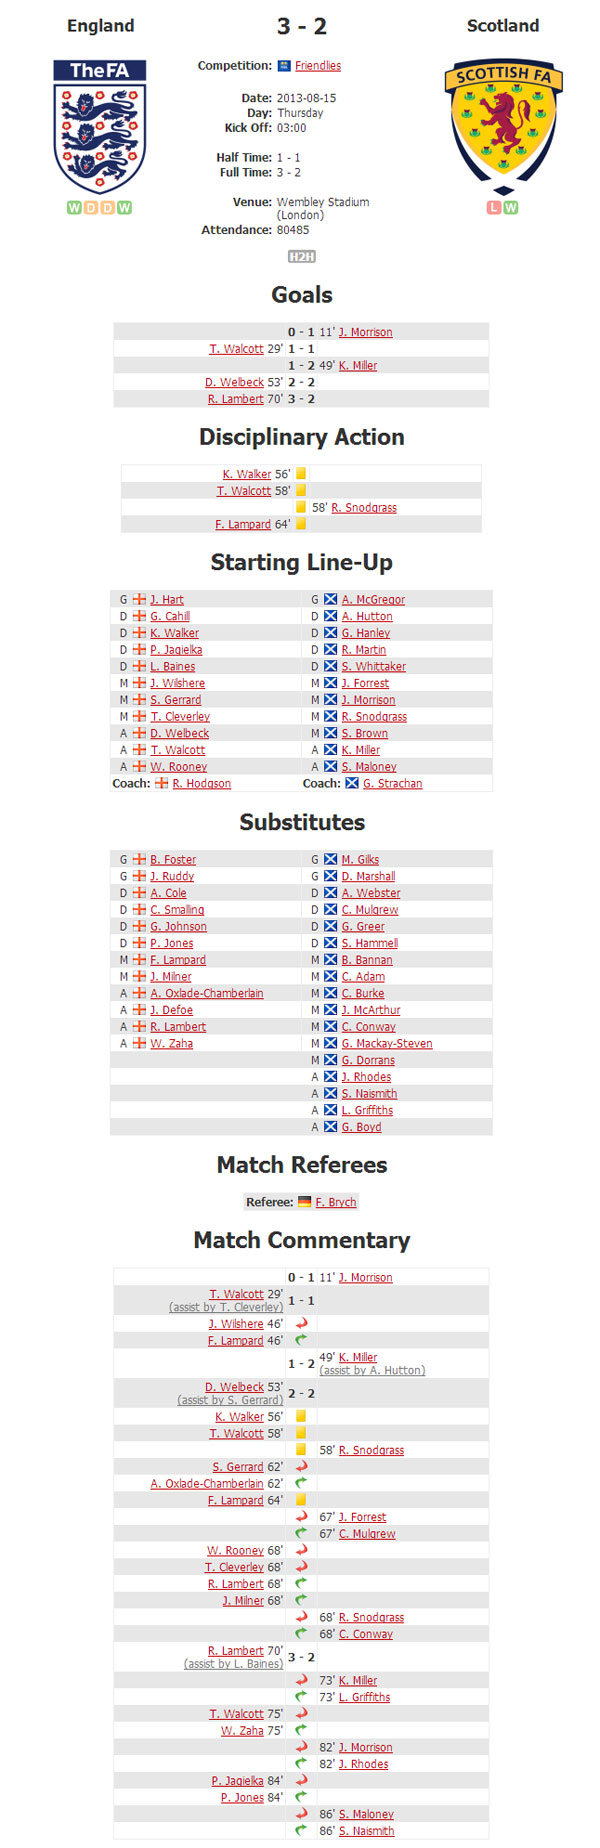 England 3 - 2 Scotland
TheFA
SCOTTISH FA
Competition: Friendlies
Date: 2013-08-15
Day: Thursday
Kick Off: 03:00
Half Time: 1 - 1
Full Time: 3 - 2
Venue: Wembley Stadium
(London)
Attendance: 80485
W D D W
L W
H2H
Goals
0 - 1 11' J. Morrison
T. Walcott 29' 1 - 1
1 - 2 49' K. Miller
D. Welbeck 53' 2 - 2
R. Lambert 70' 3 - 2
Disciplinary Action
K. Walker 56'
T. Walcott 58'
58' R. Snodgrass
F. Lampard 64'
Starting Line-Up
G J. Hart G A. McGregor
D G. Cahill D A. Hutton
D K. Walker D G. Hanley
D P. Jagielka D R. Martin
D L. Baines D S. Whittaker
M J. Wilshere M J. Forrest
M S. Gerrard M J. Morrison
M T. Cleverley M R. Snodgrass
A D. Welbeck M S. Brown
A T. Walcott A K. Miller
A W. Rooney A S. Maloney
Coach: R. Hodgson Coach: G. Strachan
Substitutes
G B. Foster G M. Gilks
G J. Ruddy G D. Marshall
D A. Cole D A. Webster
D C. Smalling D C. Mulgrew
D G. Johnson D G. Greer
D P. Jones D S. Hammell
M F. Lampard M B. Bannan
M J. Milner M C. Adam
A A. Oxlade-Chamberlain M C. Burke
A J. Defoe M J. McArthur
A R. Lambert M C. Conway
A W. Zaha M G. Mackay-Steven
M G. Dorrans
A J. Rhodes
A S. Naismith
A L. Griffiths
A G. Boyd
Match Referees
Referee: F. Brych
Match Commentary
0 - 1 11' J. Morrison
T. Walcott 29' 1 - 1
(assist by T. Cleverley)
J. Wilshere 46'
F. Lampard 46'
1 - 2 49' K. Miller
(assist by A. Hutton)
D. Welbeck 53' 2 - 2
(assist by S. Gerrard)
K. Walker 56'
T. Walcott 58'
58' R. Snodgrass
S. Gerrard 62'
A. Oxlade-Chamberlain 62'
F. Lampard 64'
67' J. Forrest
67' C. Mulgrew
W. Rooney 68'
T. Cleverley 68'
R. Lambert 68'
J. Milner 68'
68' R. Snodgrass
68' C. Conway
R. Lambert 70' 3 - 2
(assist by L. Baines)
73' K. Miller
73' L. Griffiths
T. Walcott 75'
W. Zaha 75'
82' J. Morrison
82' J. Rhodes
P. Jagielka 84'
P. Jones 84'
86' S. Maloney
86' S. Naismith